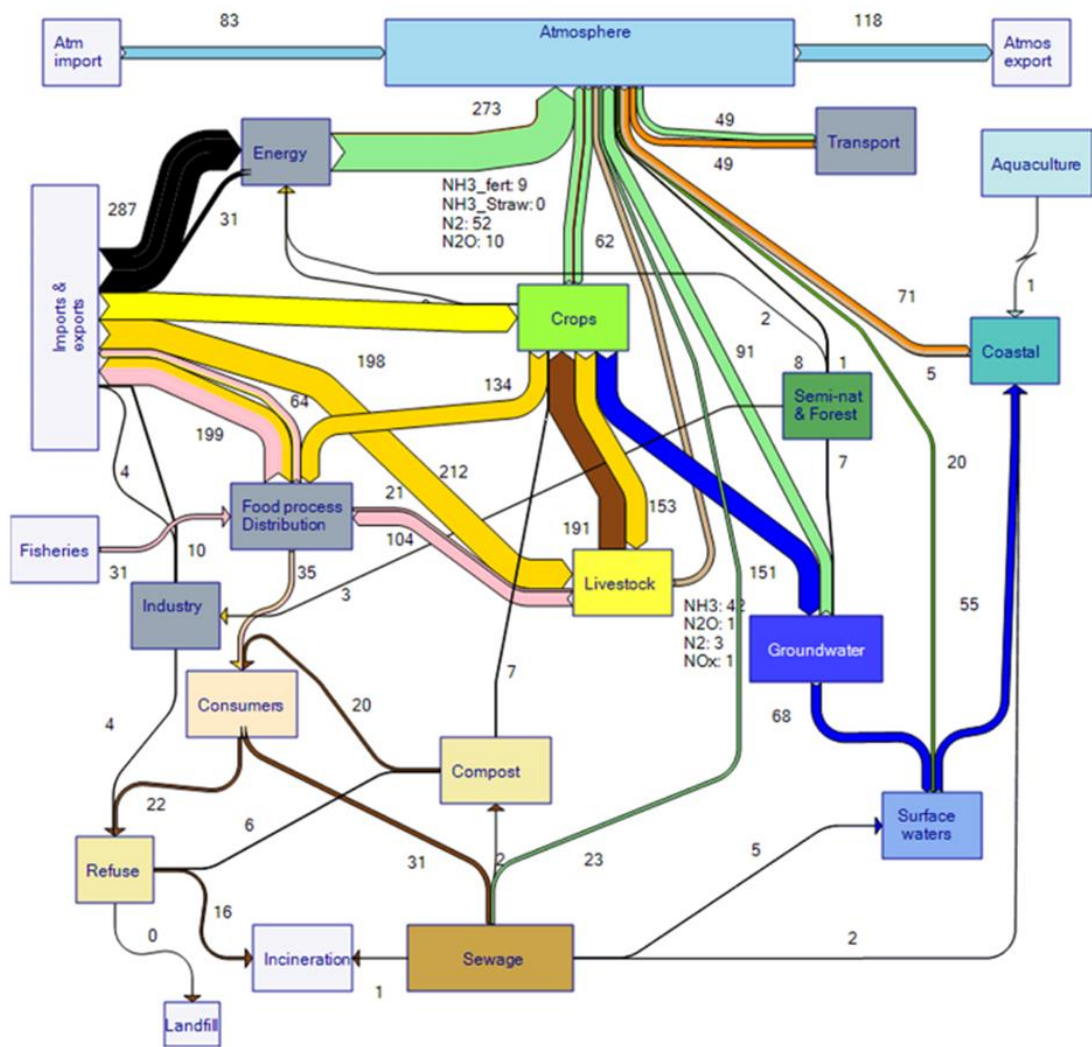 83
118
Atm
import
Atmosphere
Atmos
export
273
49
49
Energy
Transport
Aquaculture
287
31
NH3_fert: 9
NH3_Straw: 0
N2: 52
N2O: 10
62
Imports &
exports
Crops
2
71
1
Coastal
198
134
91
8
1
5
64
Semi-nat
& Forest
199
4
212
7
20
21
153
Food process
Distribution
104
191
Fisheries
10
31
35
Livestock
151
3
NH3: 42
N2O: 1
N2: 3
NOx: 1
55
Industry
Groundwater
Consumers
20
7
4
68
Compost
22
6
Surface
waters
31
2
23
5
Refuse
16
0
2
Incineration
Sewage
1
Landfill